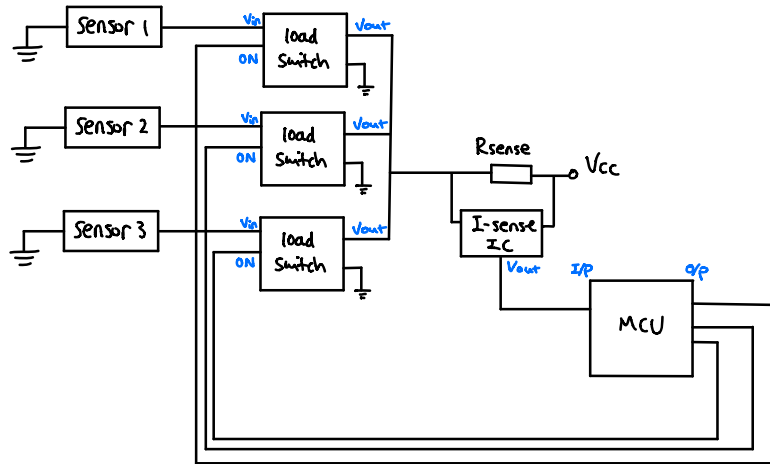 Sensor 1
Vin
ON
load
Switch
Vout
Sensor 2
Vin
ON
load
Switch
Vout
Sensor 3
Vin
ON
load
Switch
Vout
Rsense
Vcc
I-sense
IC
Vout
I/P
O/P
MCU